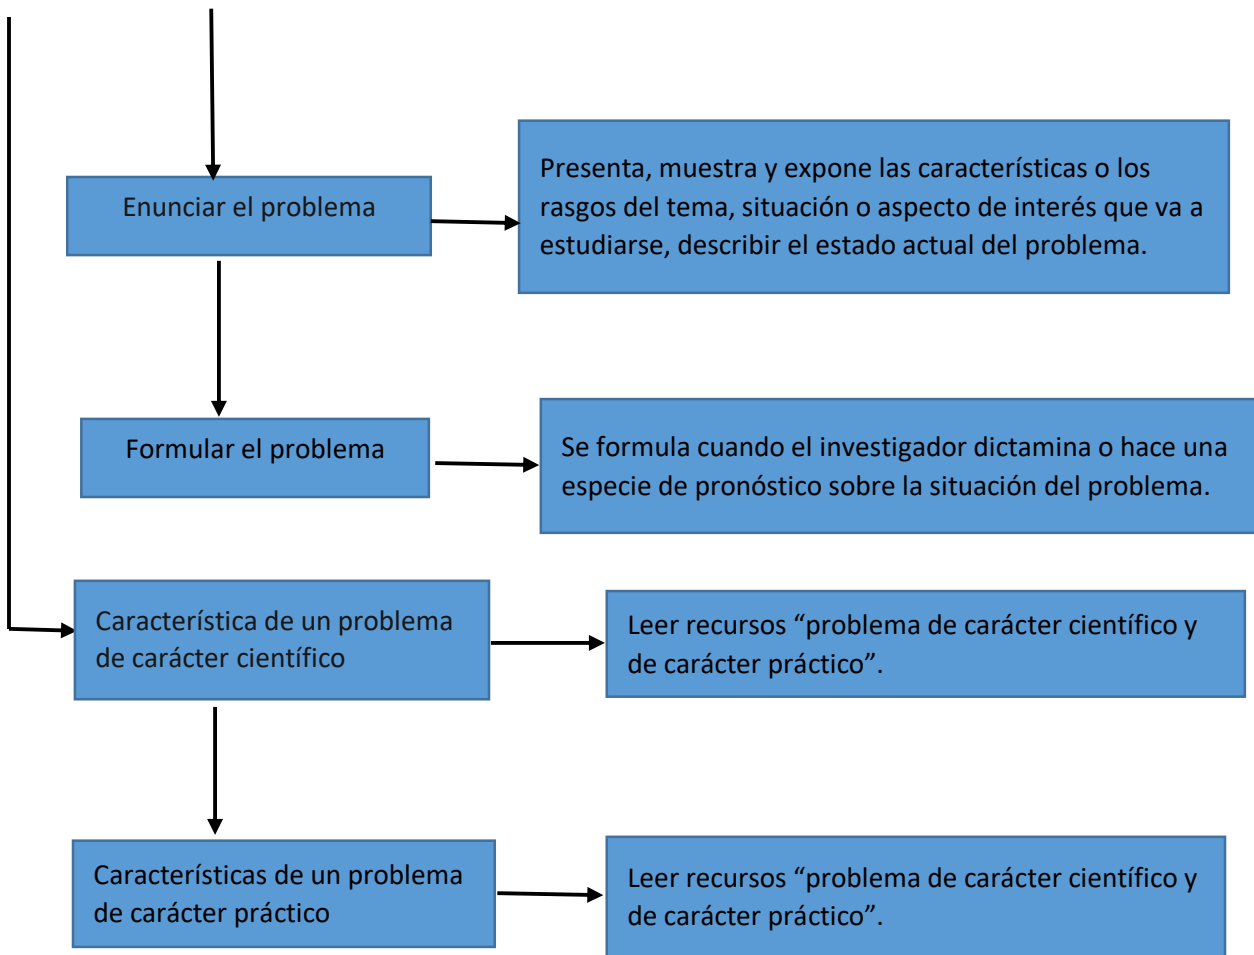 Enunciar el problema
Presenta, muestra y expone las características o los
rasgos del tema, situación o aspecto de interés que va a
estudiarse, describir el estado actual del problema.
Formular el problema
Se formula cuando el investigador dictamina o hace una
especie de pronóstico sobre la situación del problema.
Característica de un problema
de carácter científico
Leer recursos “problema de carácter científico y
de carácter práctico”.
Características de un problema
de carácter práctico
Leer recursos “problema de carácter científico y
de carácter práctico”.